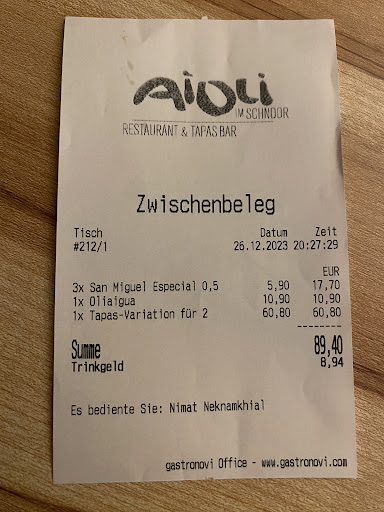 AiOLi
IM SCHNOOR
RESTAURANT & TAPAS BAR
Zwischenbeleg
Tisch Datum Zeit
#212/1 26.12.2023 20:27:29
EUR
3x San Miguel Especial 0,5 5,90 17,70
1x Oliaigua 10,90 10,90
1x Tapas-Variation für 2 60,80 60,80
--------
Summe 89,40
Trinkgeld 8,94
Es bediente Sie: Nimat Neknamkhial
gastronovi Office - www.gastronovi.com